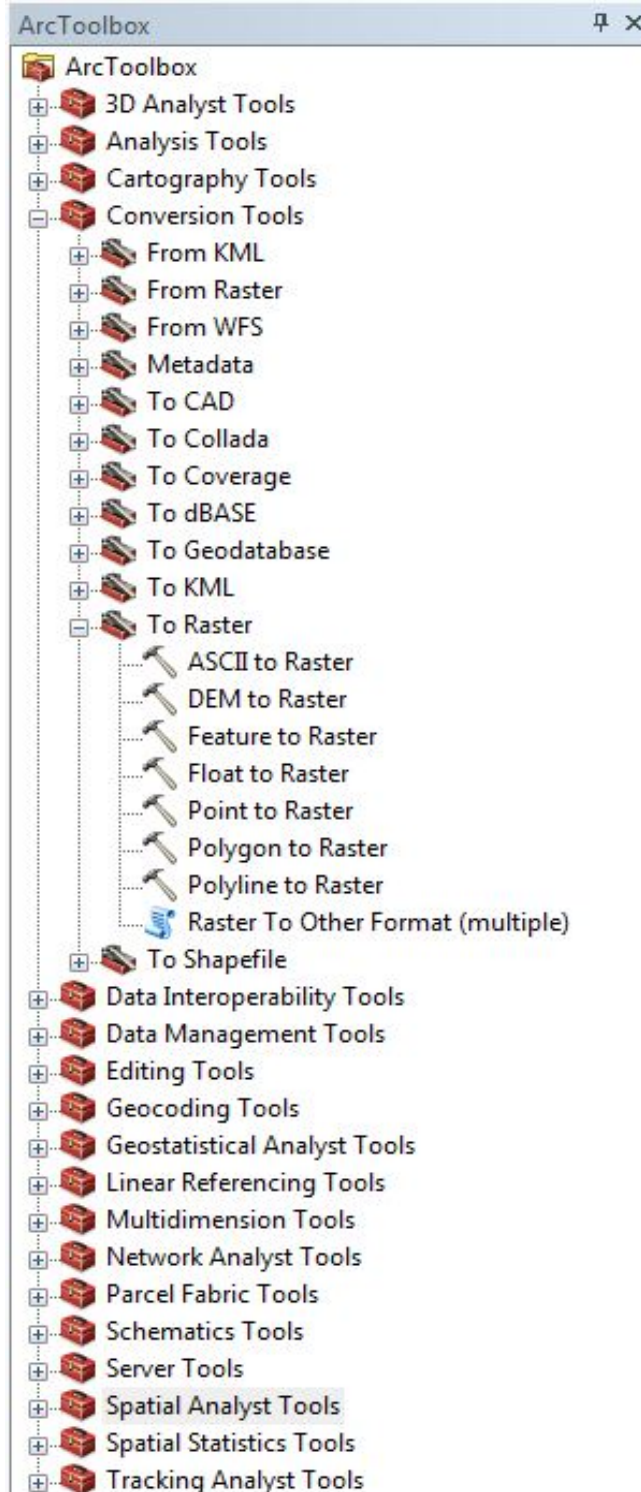 ArcToolbox
ArcToolbox
3D Analyst Tools
Analysis Tools
Cartography Tools
Conversion Tools
From KML
From Raster
From WFS
Metadata
To CAD
To Collada
To Coverage
To dBASE
To Geodatabase
To KML
To Raster
ASCII to Raster
DEM to Raster
Feature to Raster
Float to Raster
Point to Raster
Polygon to Raster
Polyline to Raster
Raster To Other Format (multiple)
To Shapefile
Data Interoperability Tools
Data Management Tools
Editing Tools
Geocoding Tools
Geostatistical Analyst Tools
Linear Referencing Tools
Multidimension Tools
Network Analyst Tools
Parcel Fabric Tools
Schematics Tools
Server Tools
Spatial Analyst Tools
Spatial Statistics Tools
Tracking Analyst Tools